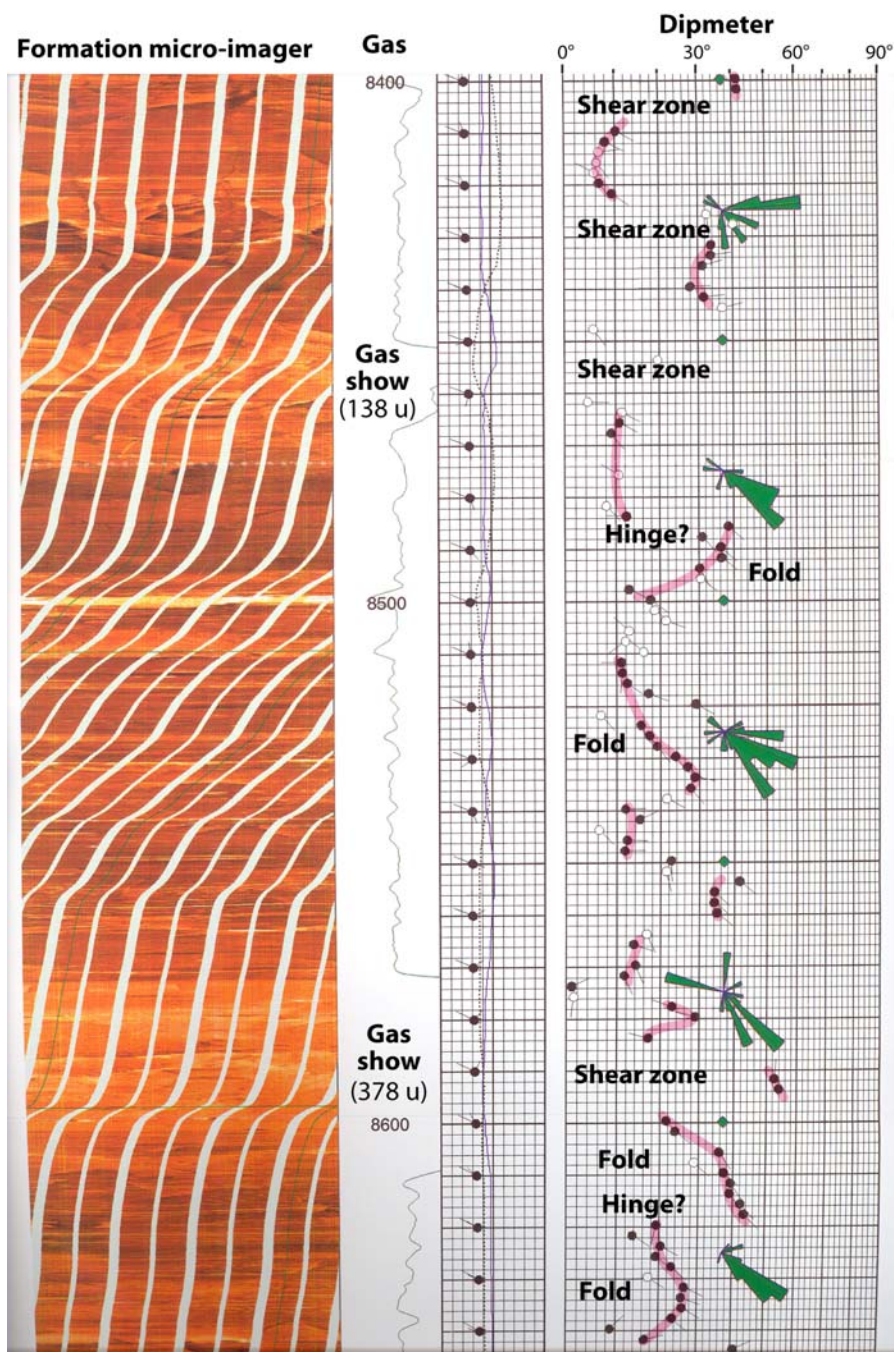 Formation micro-imager
Gas
Dipmeter
0°
30°
60°
90°
8400
Shear zone
Shear zone
Gas
show
(138 u)
Shear zone
Hinge?
Fold
8500
Fold
Gas
show
(378 u)
Shear zone
8600
Fold
Hinge?
Fold